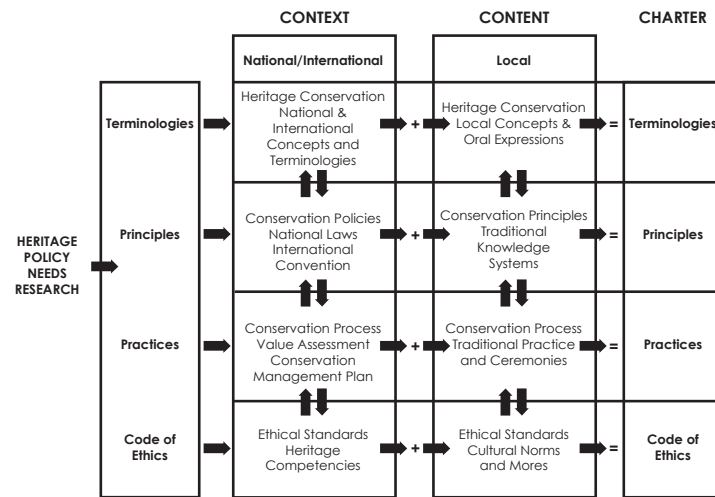 CONTEXT
CONTENT
CHARTER
National/International
Local
Terminologies
Heritage Conservation
National &
International
Concepts and
Terminologies
+
Heritage Conservation
Local Concepts &
Oral Expressions
=
Terminologies
HERITAGE
POLICY
NEEDS
RESEARCH
Principles
Conservation Policies
National Laws
International
Convention
+
Conservation Principles
Traditional
Knowledge
Systems
=
Principles
Practices
Conservation Process
Value Assessment
Conservation
Management Plan
+
Conservation Process
Traditional Practice
and Ceremonies
=
Practices
Code of
Ethics
Ethical Standards
Heritage
Competencies
+
Ethical Standards
Cultural Norms
and Mores
=
Code of
Ethics